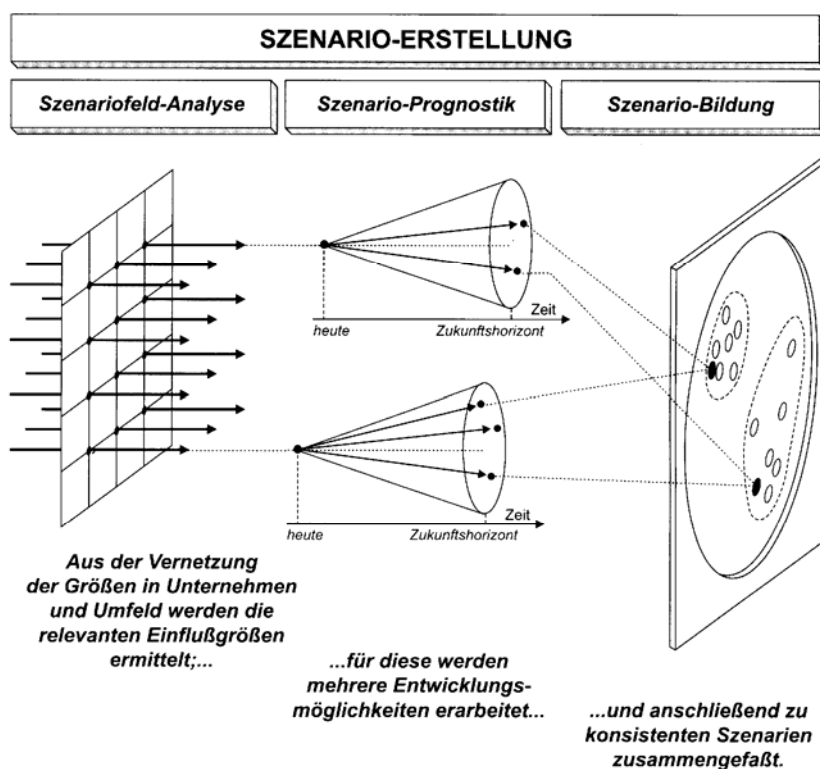 SZENARIO-ERSTELLUNG
Szenariofeld-Analyse
Szenario-Prognostik
Szenario-Bildung
Zeit
heute
Zukunftshorizont
Zeit
heute
Zukunftshorizont
Aus der Vernetzung
der Größen in Unternehmen
und Umfeld werden die
relevanten Einflußgrößen
ermittelt;...
...für diese werden
mehrere Entwicklungs-
möglichkeiten erarbeitet...
...und anschließend zu
konsistenten Szenarien
zusammengefaßt.